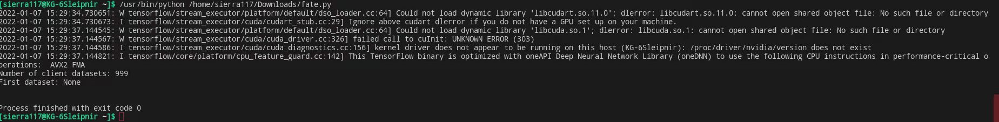 [sierra117@KG-6Sleipnir ~]$ /usr/bin/python /home/sierra117/Downloads/fate.py
2022-01-07 15:29:34.730651: W tensorflow/stream_executor/platform/default/dso_loader.cc:64] Could not load dynamic library 'libcudart.so.11.0'; dlerror: libcudart.so.11.0: cannot open shared object file: No such file or directory
2022-01-07 15:29:34.730673: I tensorflow/stream_executor/cuda/cudart_stub.cc:29] Ignore above cudart dlerror if you do not have a GPU set up on your machine.
2022-01-07 15:29:37.144545: W tensorflow/stream_executor/platform/default/dso_loader.cc:64] Could not load dynamic library 'libcuda.so.1'; dlerror: libcuda.so.1: cannot open shared object file: No such file or directory
2022-01-07 15:29:37.144567: W tensorflow/stream_executor/cuda/cuda_driver.cc:326] failed call to cuInit: UNKNOWN ERROR (303)
2022-01-07 15:29:37.144586: I tensorflow/stream_executor/cuda/cuda_diagnostics.cc:156] kernel driver does not appear to be running on this host (KG-6Sleipnir): /proc/driver/nvidia/version does not exist
2022-01-07 15:29:37.144821: I tensorflow/core/platform/cpu_feature_guard.cc:142] This TensorFlow binary is optimized with oneAPI Deep Neural Network Library (oneDNN) to use the following CPU instructions in performance-critical o
perations:  AVX2 FMA
Number of client datasets: 999
First dataset: None
Process finished with exit code 0
[sierra117@KG-6Sleipnir ~]$